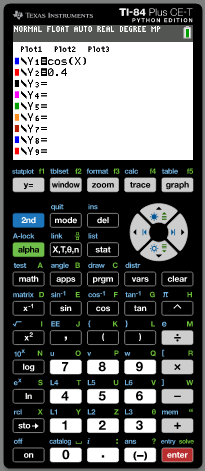 TEXAS INSTRUMENTS TI-84 Plus CE-T
PYTHON EDITION
NORMAL FLOAT AUTO REAL DEGREE MP
Plot1 Plot2 Plot3
\Y1=cos(X)
\Y2=0.4
\Y3=
\Y4=
\Y5=
\Y6=
\Y7=
\Y8=
\Y9=
statplot f1 tblset f2 format f3 calc f4 table f5
y= window zoom trace graph
quit ins
2nd mode del
A-lock link list
alpha X,T,θ,n stat
test A angle B draw C distr
math apps prgm vars clear
matrix D sin⁻¹ E cos⁻¹ F tan⁻¹ G π H
x⁻¹ sin cos tan ^
√ I EE J { K } L e M
x² , ( ) ÷
10ˣ N u O v P w Q [ R
log 7 8 9 ×
eˣ S L4 T L5 U L6 V ] W
ln 4 5 6 −
rcl X L1 Y L2 Z L3 θ mem "
sto→ 1 2 3 +
off catalog i : ans ? entry solve
on 0 . (−) enter